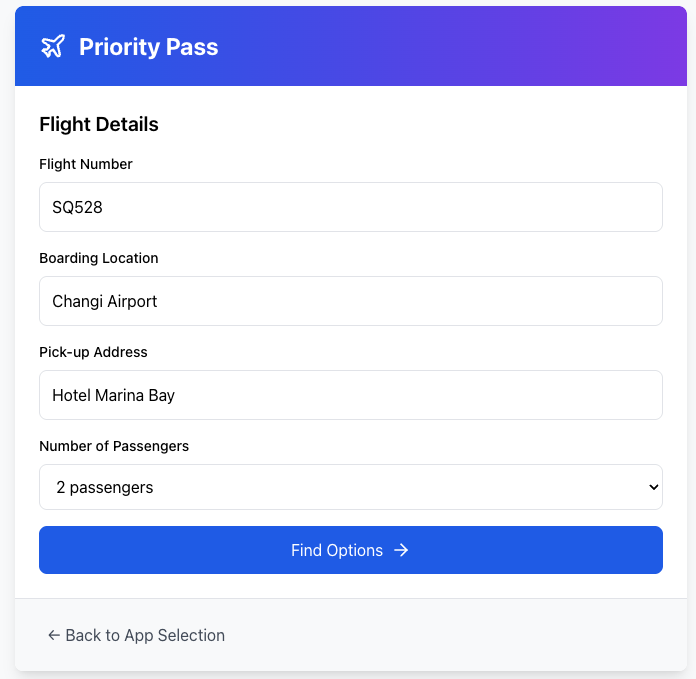 Priority Pass
Flight Details
Flight Number
SQ528
Boarding Location
Changi Airport
Pick-up Address
Hotel Marina Bay
Number of Passengers
2 passengers
Find Options →
← Back to App Selection